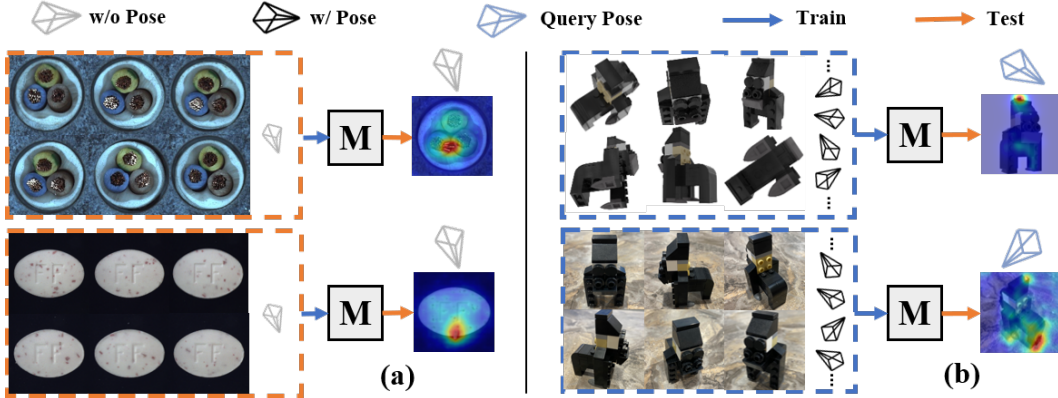 w/o Pose w/ Pose Query Pose Train Test
M M
FF FF FF
M M
FF FF FF
(a) (b)